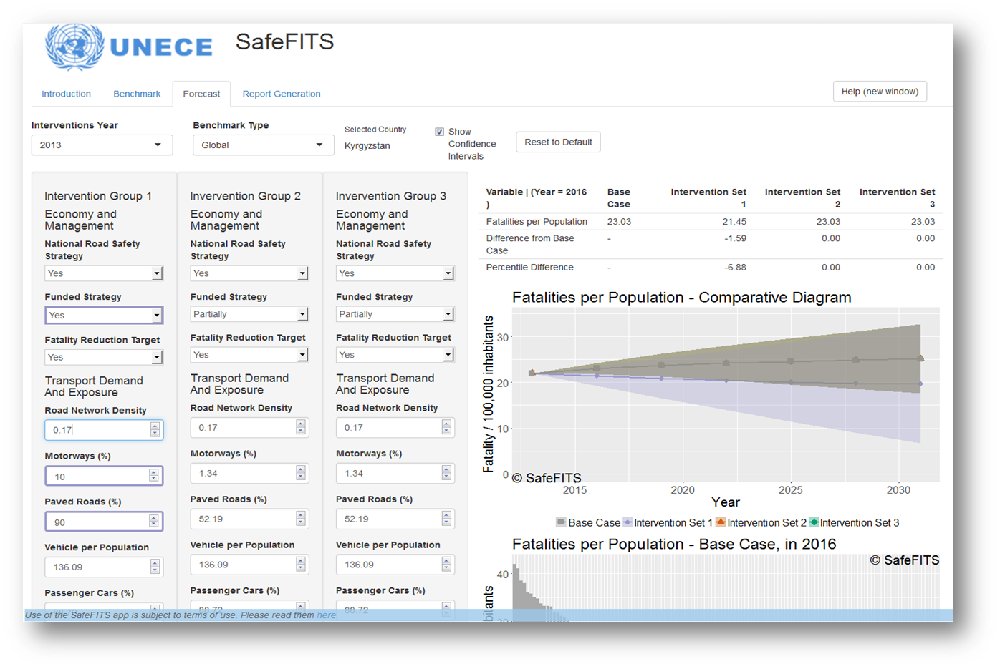 UNECE
SafeFITS
Introduction
Benchmark
Forecast
Report Generation
Help (new window)
Interventions Year
2013
Benchmark Type
Global
Selected Country
Kyrgyzstan
Show
Confidence
Intervals
Reset to Default
Intervention Group 1
Economy and
Management
National Road Safety
Strategy
Yes
Funded Strategy
Yes
Fatality Reduction Target
Yes
Transport Demand
And Exposure
Road Network Density
0.17
Motorways (%)
10
Paved Roads (%)
90
Vehicle per Population
136.09
Passenger Cars (%)
Invervention Group 2
Economy and
Management
National Road Safety
Strategy
Yes
Funded Strategy
Partially
Fatality Reduction Target
Yes
Transport Demand
And Exposure
Road Network Density
0.17
Motorways (%)
1.34
Paved Roads (%)
52.19
Vehicle per Population
136.09
Passenger Cars (%)
88.72
Invervention Group 3
Economy and
Management
National Road Safety
Strategy
Yes
Funded Strategy
Partially
Fatality Reduction Target
Yes
Transport Demand
And Exposure
Road Network Density
0.17
Motorways (%)
1.34
Paved Roads (%)
52.19
Vehicle per Population
136.09
Passenger Cars (%)
88.72
Variable | (Year = 2016 ) Base Case Intervention Set 1 Intervention Set 2 Intervention Set 3
Fatalities per Population 23.03 21.45 23.03 23.03
Difference from Base Case - -1.59 0.00 0.00
Percentile Difference - -6.88 0.00 0.00
Fatalities per Population - Comparative Diagram
Fatality / 100,000 inhabitants
30
20
10
0
© SafeFITS
2015 2020 2025 2030
Year
Base Case Intervention Set 1 Intervention Set 2 Intervention Set 3
Fatalities per Population - Base Case, in 2016
© SafeFITS
40
30
Use of the SafeFITS app is subject to terms of use. Please read them here